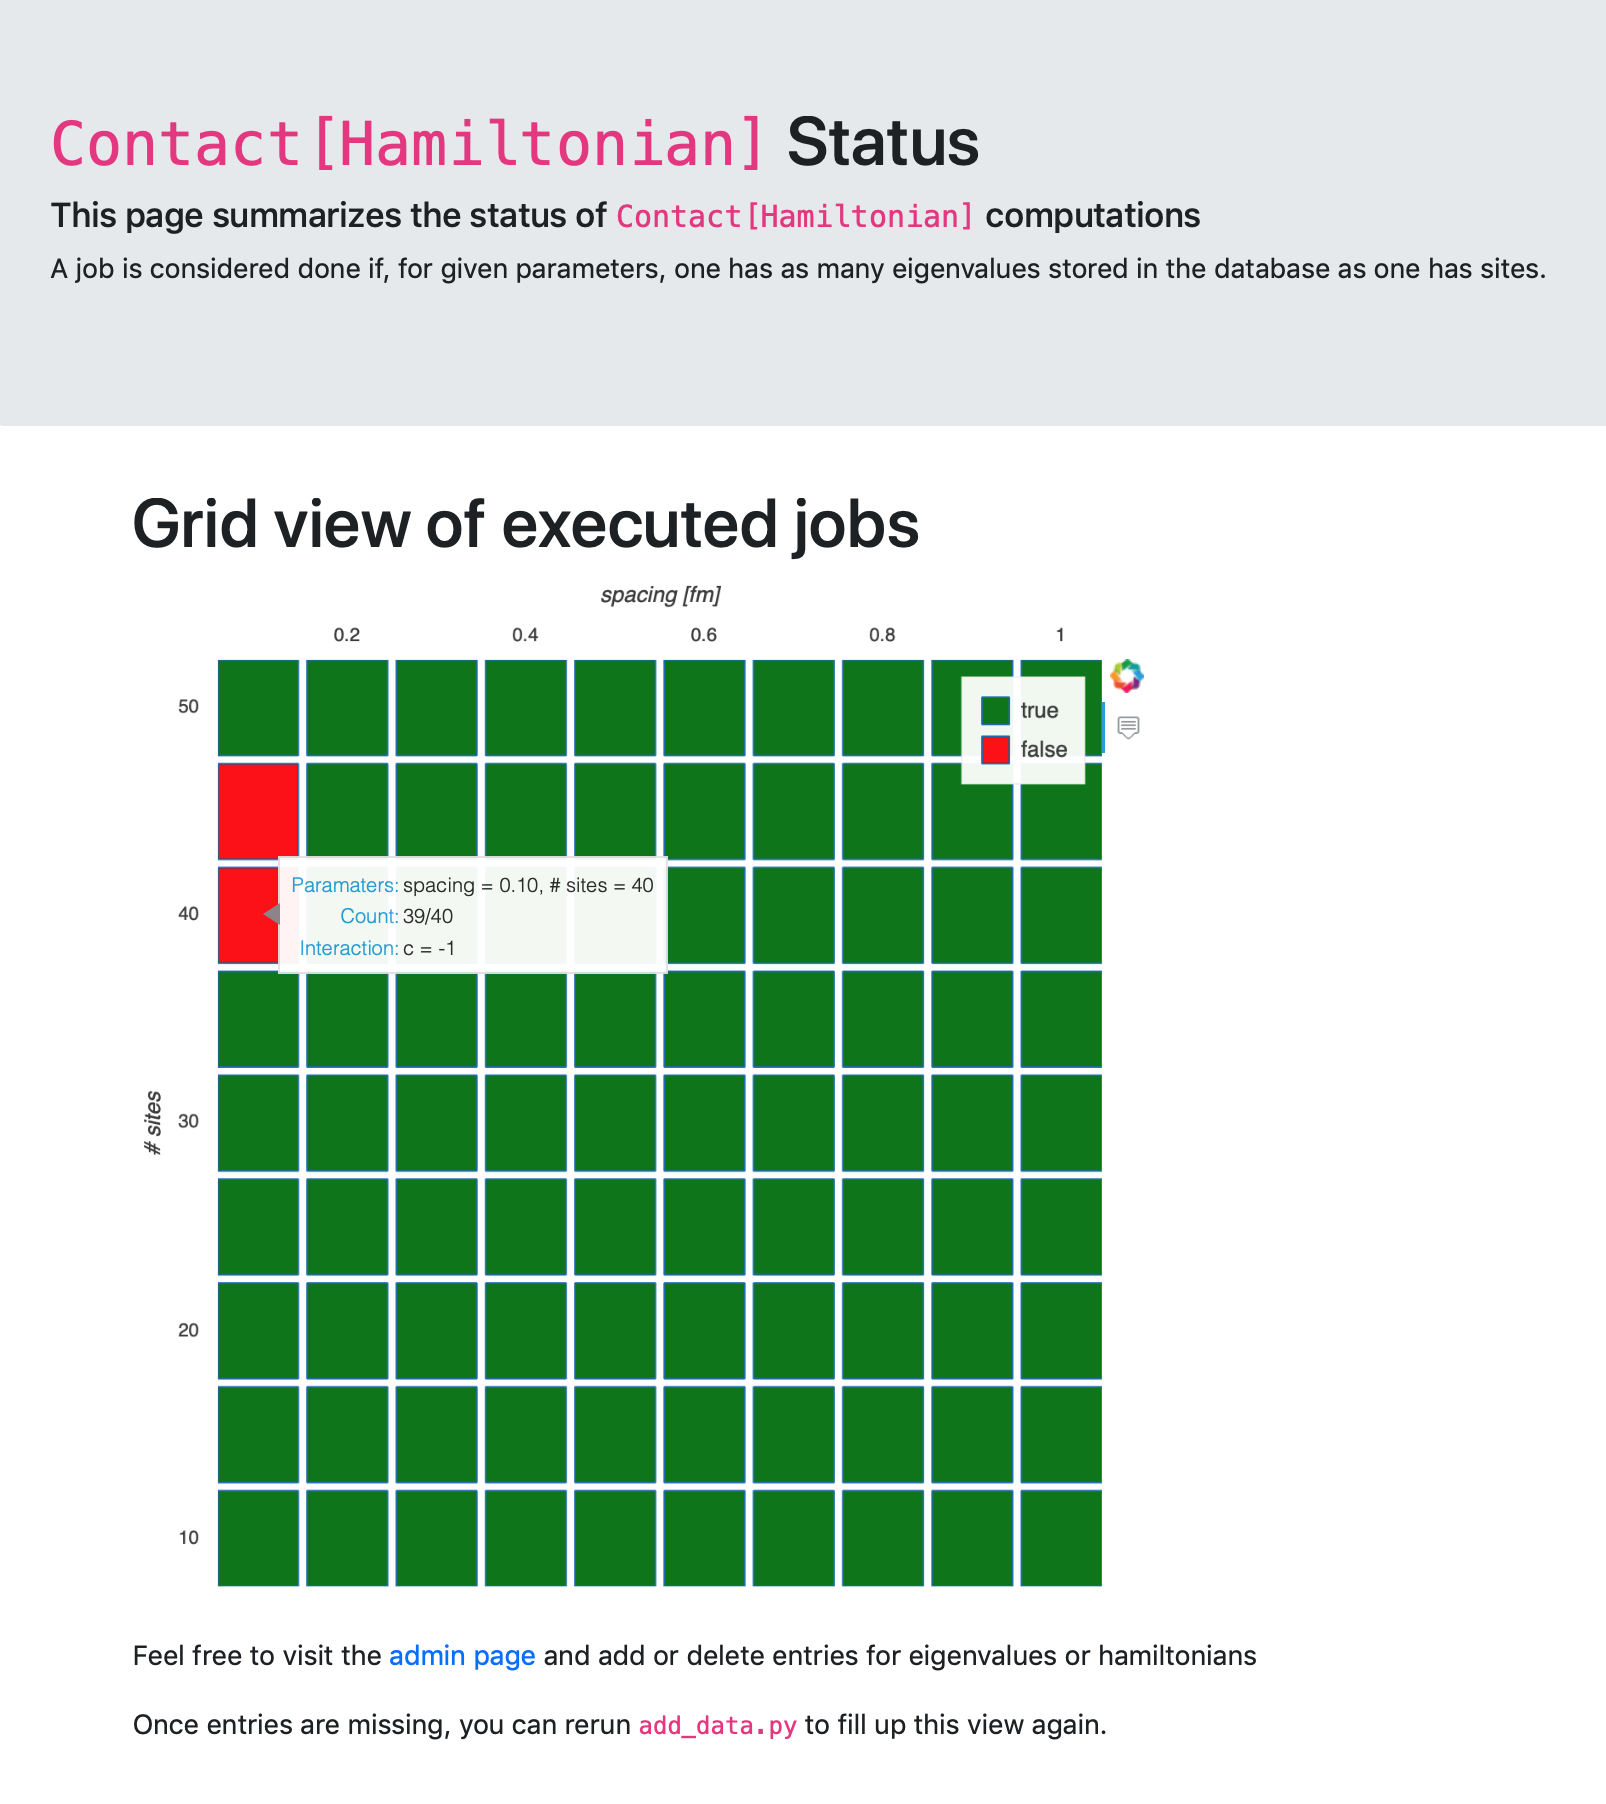 Contact[Hamiltonian] Status
This page summarizes the status of Contact[Hamiltonian] computations
A job is considered done if, for given parameters, one has as many eigenvalues stored in the database as one has sites.
Grid view of executed jobs
spacing [fm]
0.2 0.4 0.6 0.8 1
50
true
false
Paramaters: spacing = 0.10, # sites = 40
40
Count: 39/40
Interaction: c = -1
# sites
30
20
10
Feel free to visit the admin page and add or delete entries for eigenvalues or hamiltonians
Once entries are missing, you can rerun add_data.py to fill up this view again.